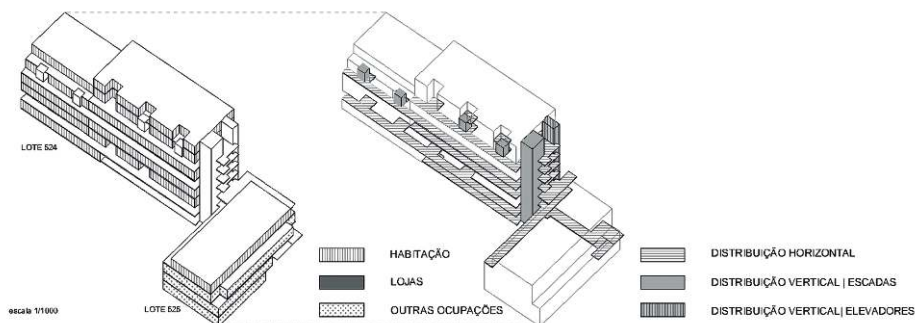 LOTE 524
HABITAÇÃO
LOJAS
OUTRAS OCUPAÇÕES
LOTE 525
escala 1/1000
DISTRIBUIÇÃO HORIZONTAL
DISTRIBUIÇÃO VERTICAL | ESCADAS
DISTRIBUIÇÃO VERTICAL| ELEVADORES